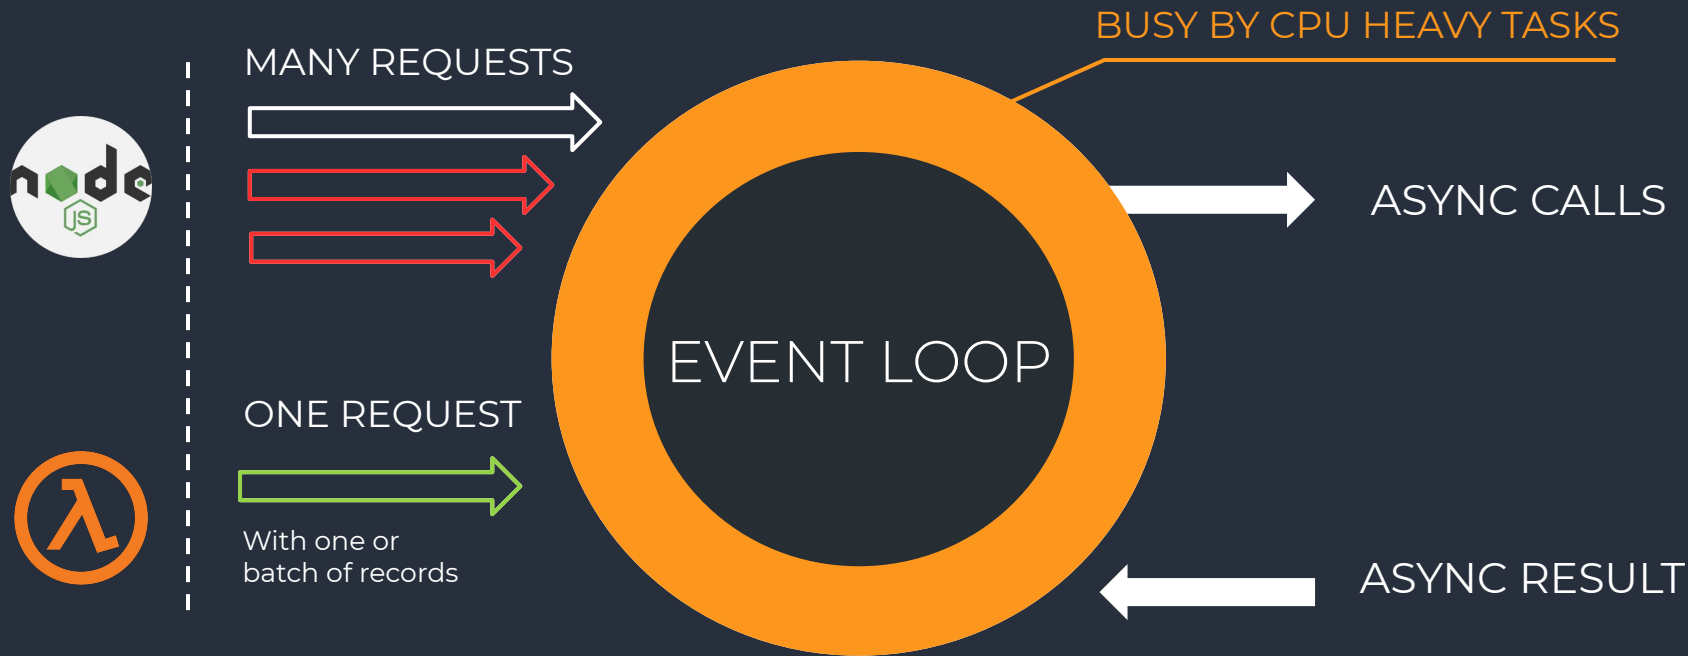 BUSY BY CPU HEAVY TASKS
MANY REQUESTS
node
JS
ASYNC CALLS
EVENT LOOP
ONE REQUEST
λ
With one or
batch of records
ASYNC RESULT